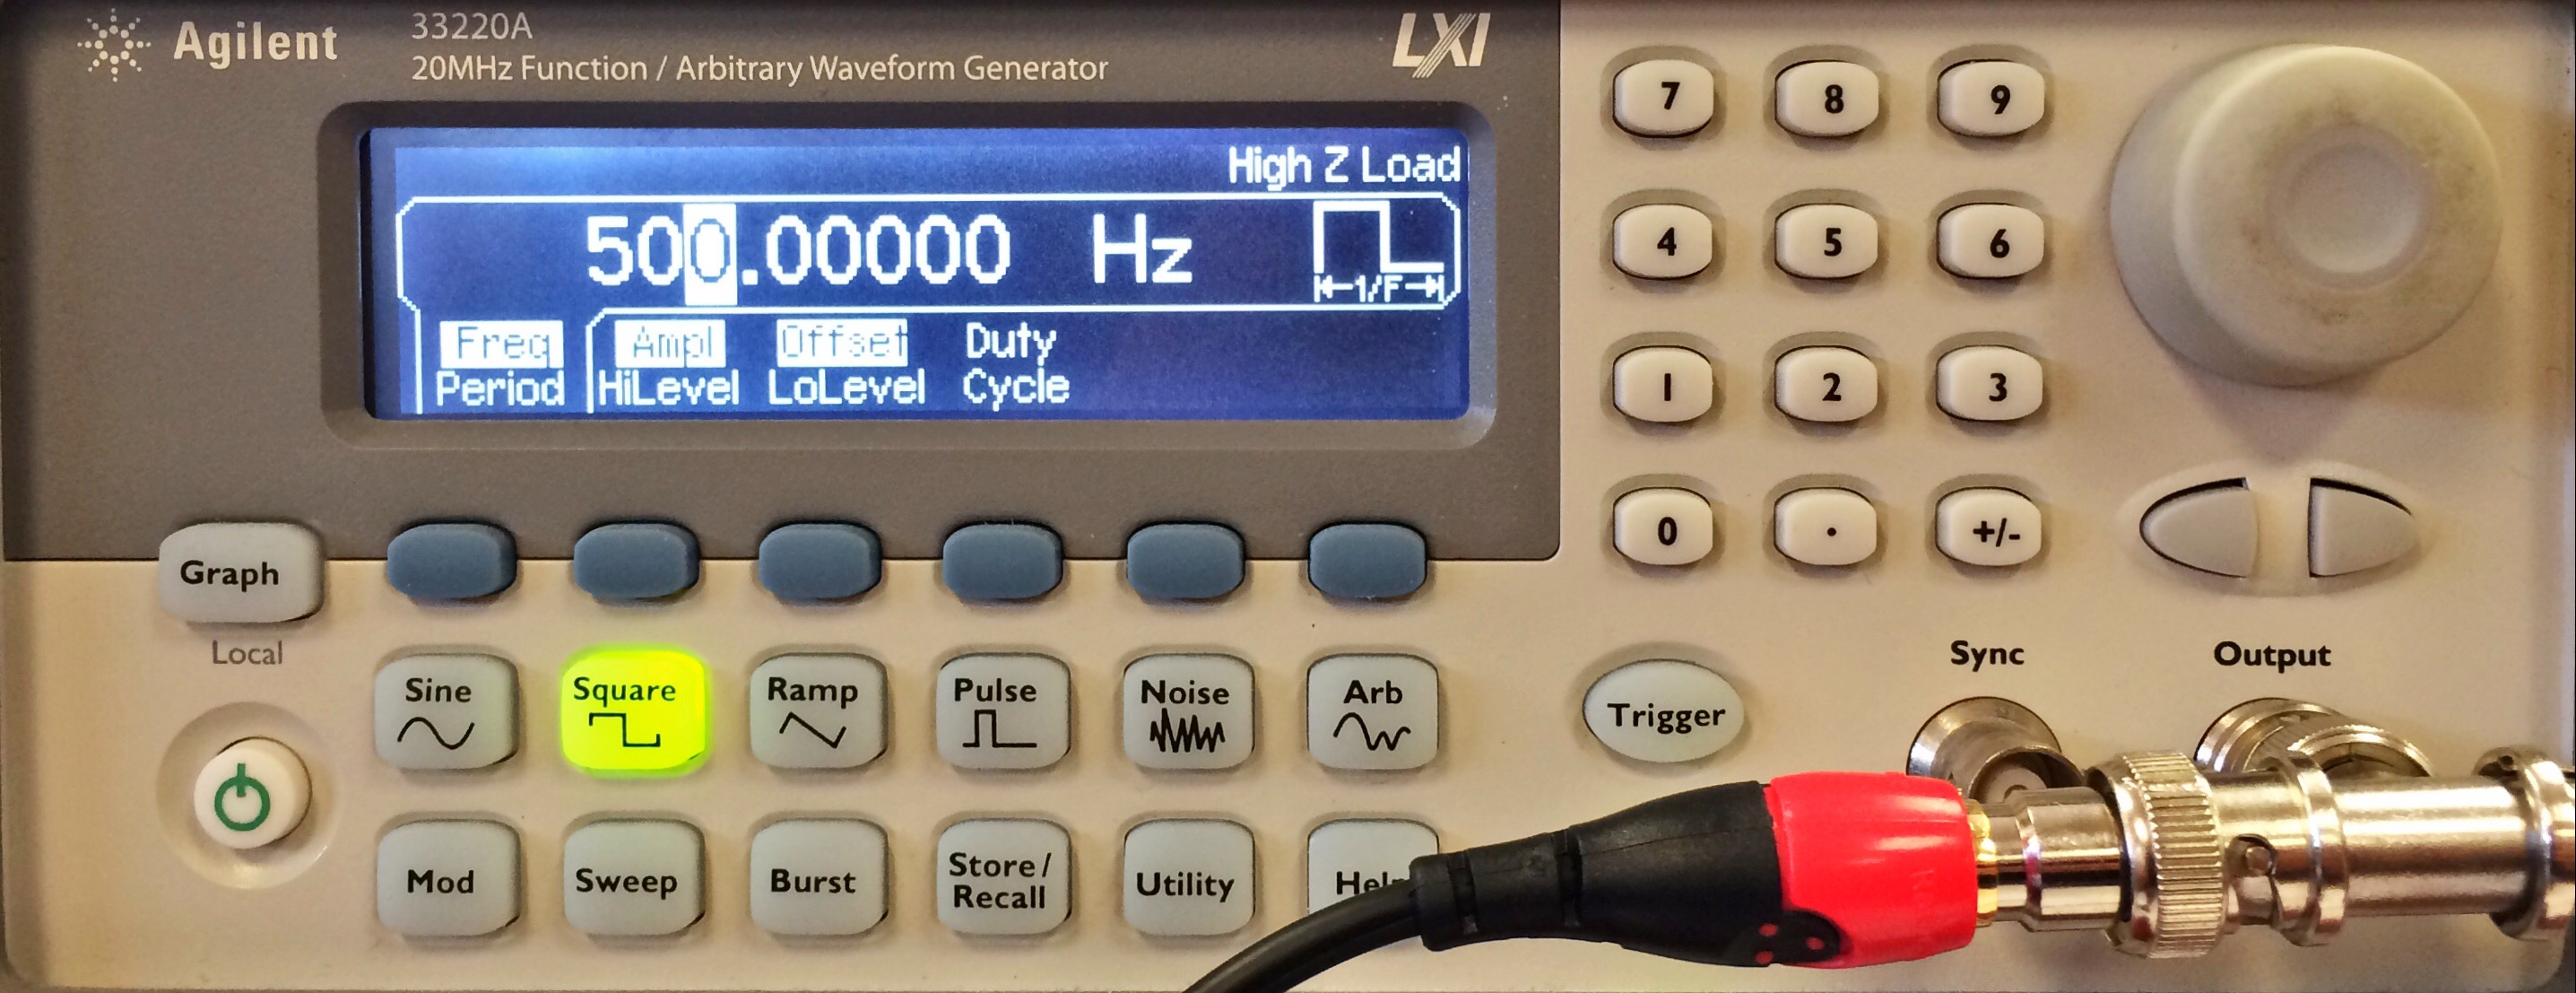 Agilent
33220A
20MHz Function / Arbitrary Waveform Generator
LXI
High Z Load
500.00000 Hz
1/F
Freq Ampl Offset Duty
Period HiLevel LoLevel Cycle
7 8 9
4 5 6
1 2 3
0 . +/-
Graph
Local
Sine Square Ramp Pulse Noise Arb
Mod Sweep Burst Store/ Recall Utility Help
Trigger
Sync
Output